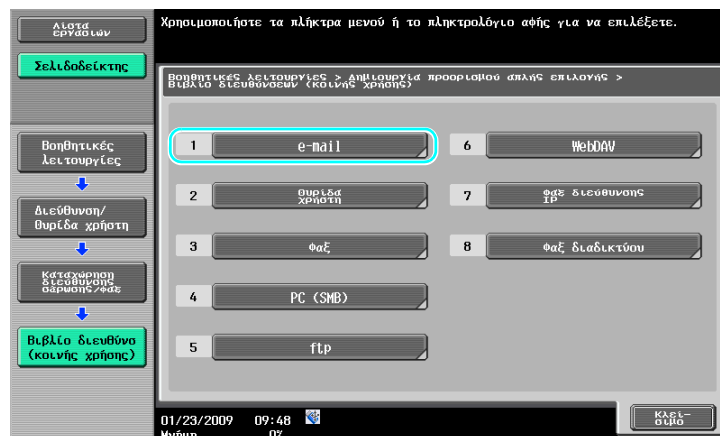 Λίστα
εργασιών
Χρησιμοποιήστε τα πλήκτρα μενού ή το πληκτρολόγιο αφής για να επιλέξετε.
Σελιδοδείκτης
Βοηθητικές λειτουργίες > Δημιουργία προορισμού απλής επιλογής >
Βιβλίο διευθύνσεων (κοινής χρήσης)
Βοηθητικές
λειτουργίες
Διεύθυνση/
θυρίδα χρήστη
Καταχώρηση
διεύθυνσης
σάρωσης/φαξ
Βιβλίο διευθύνσ
(κοινής χρήσης)
1 e-mail
2 Θυρίδα
χρήστη
3 Φαξ
4 PC (SMB)
5 ftp
6 WebDAV
7 Φαξ διεύθυνσης
IP
8 Φαξ διαδικτύου
01/23/2009 09:48
Μνήμη 0%
Κλεί-
σιμο